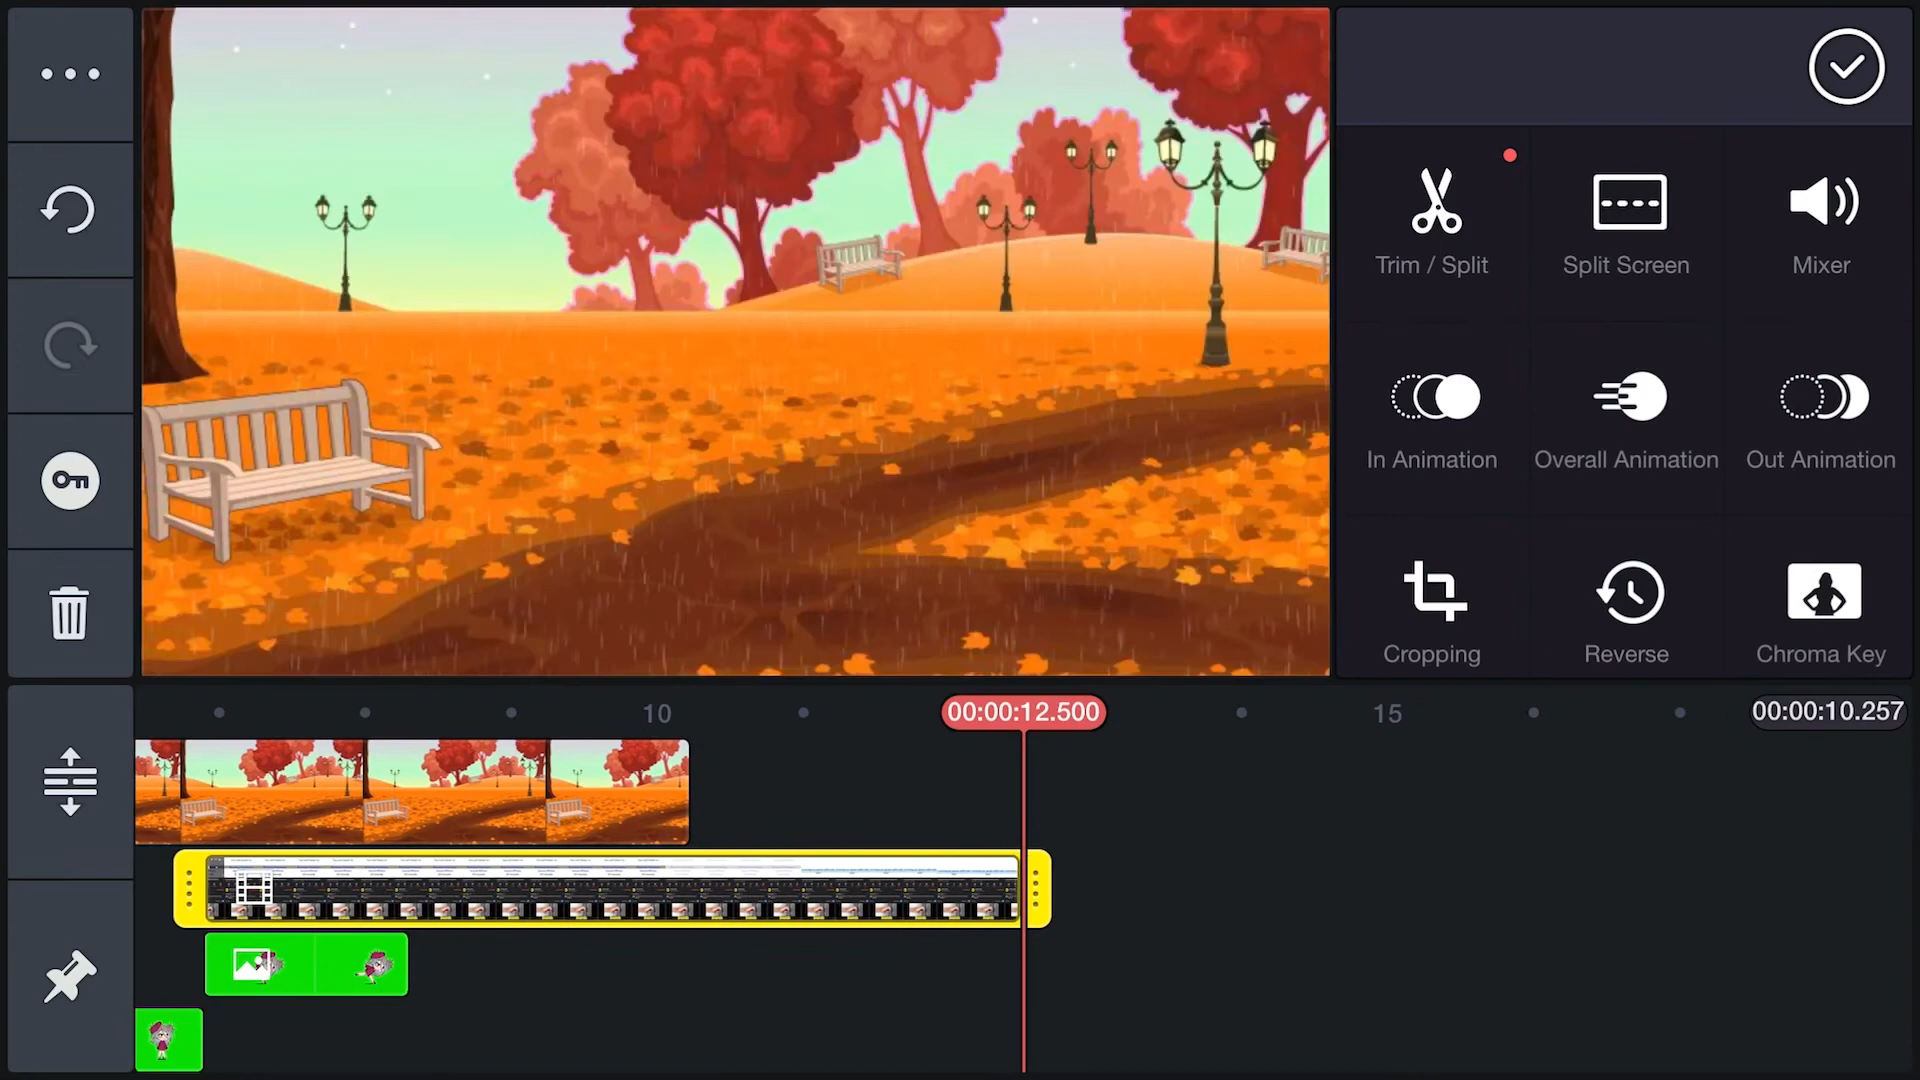 Trim / Split
Split Screen
Mixer
In Animation
Overall Animation
Out Animation
Cropping
Reverse
Chroma Key
10
00:00:12.500
15
00:00:10.257